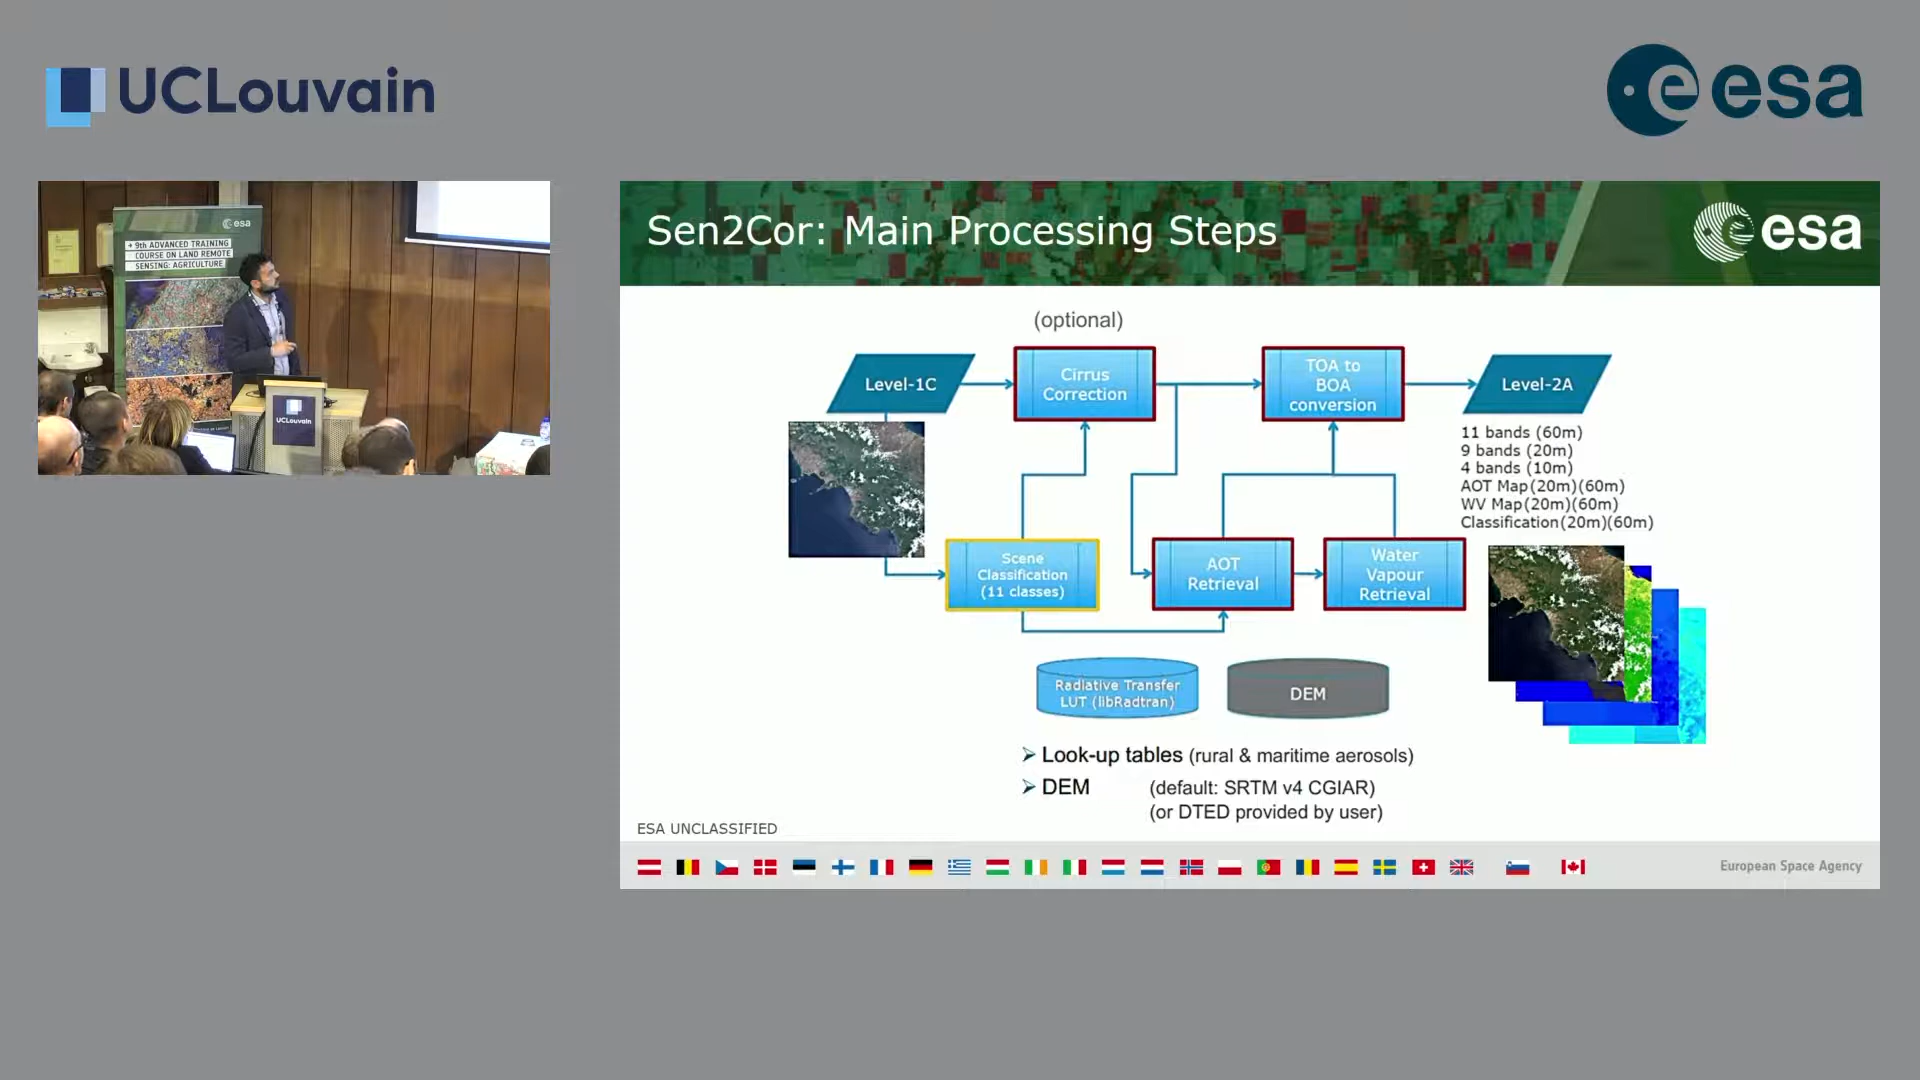 UCLouvain
esa
esa
→ 9th ADVANCED TRAINING
COURSE ON LAND REMOTE
SENSING: AGRICULTURE
UCLouvain
Sen2Cor: Main Processing Steps
esa
(optional)
Level-1C
Cirrus
Correction
TOA to
BOA
conversion
Level-2A
11 bands (60m)
9 bands (20m)
4 bands (10m)
AOT Map(20m)(60m)
WV Map(20m)(60m)
Classification(20m)(60m)
Scene
Classification
(11 classes)
AOT
Retrieval
Water
Vapour
Retrieval
Radiative Transfer
LUT (libRadtran)
DEM
➢ Look-up tables (rural & maritime aerosols)
➢ DEM (default: SRTM v4 CGIAR)
(or DTED provided by user)
ESA UNCLASSIFIED
European Space Agency